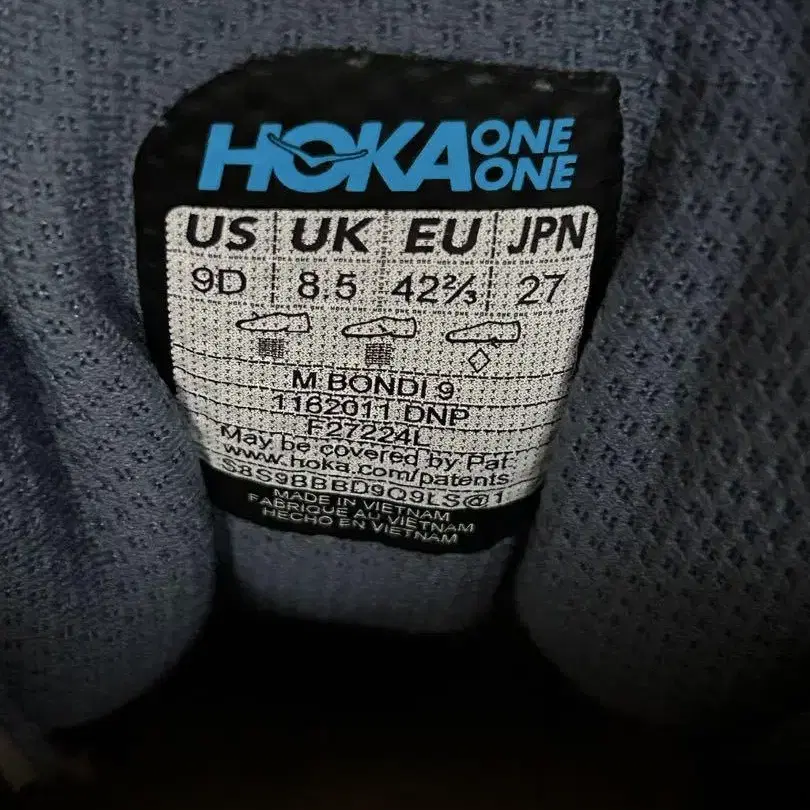 HOKA ONE ONE
US UK EU JPN
9D 8.5 42⅔ 27
M BONDI 9
1162011 DNP
F27224L
May be covered by Pat.
www.hoka.com/patents
S8S9BBBD9Q9LS@1
MADE IN VIETNAM
FABRIQUE AU VIETNAM
HECHO EN VIETNAM